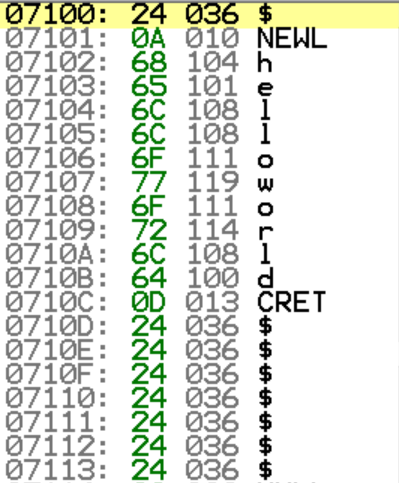 07100: 24 036 $
07101: 0A 010 NEWL
07102: 68 104 h
07103: 65 101 e
07104: 6C 108 l
07105: 6C 108 l
07106: 6F 111 o
07107: 77 119 w
07108: 6F 111 o
07109: 72 114 r
0710A: 6C 108 l
0710B: 64 100 d
0710C: 0D 013 CRET
0710D: 24 036 $
0710E: 24 036 $
0710F: 24 036 $
07110: 24 036 $
07111: 24 036 $
07112: 24 036 $
07113: 24 036 $